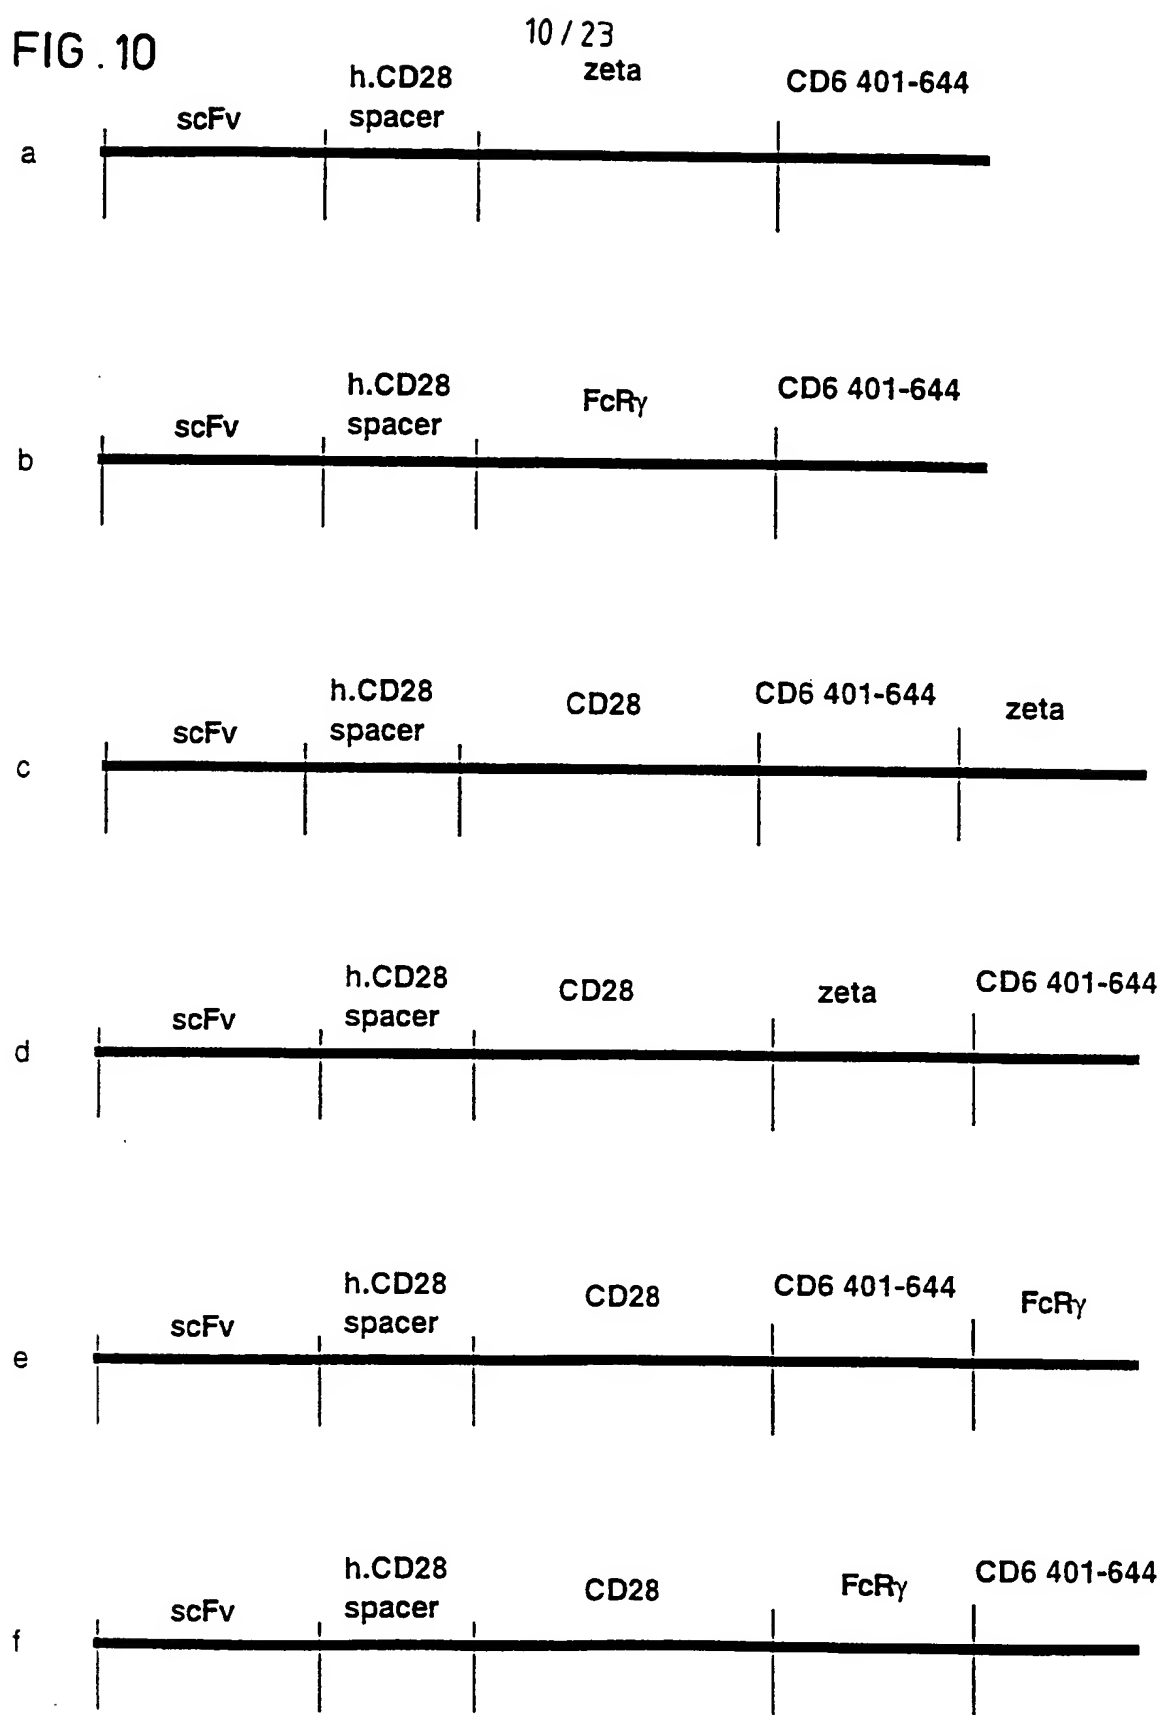 FIG. 10
10/23
h.CD28
spacer
zeta
CD6 401-644
scFv
a
h.CD28
spacer
FcRγ
CD6 401-644
scFv
b
h.CD28
spacer
CD28
CD6 401-644
zeta
scFv
c
h.CD28
spacer
CD28
zeta
CD6 401-644
scFv
d
h.CD28
spacer
CD28
CD6 401-644
FcRγ
scFv
e
h.CD28
spacer
CD28
FcRγ
CD6 401-644
scFv
f